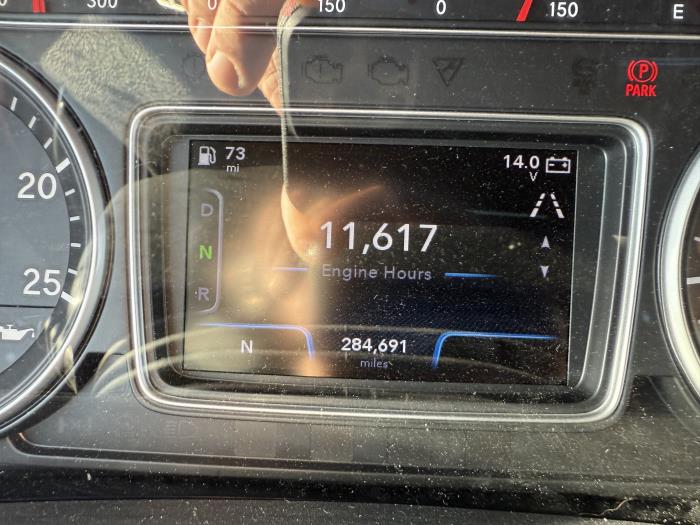 300 0 150 0 150 E
P
PARK
73
mi
14.0
V
D
N
R
20
25
11,617
Engine Hours
N
284,691
miles